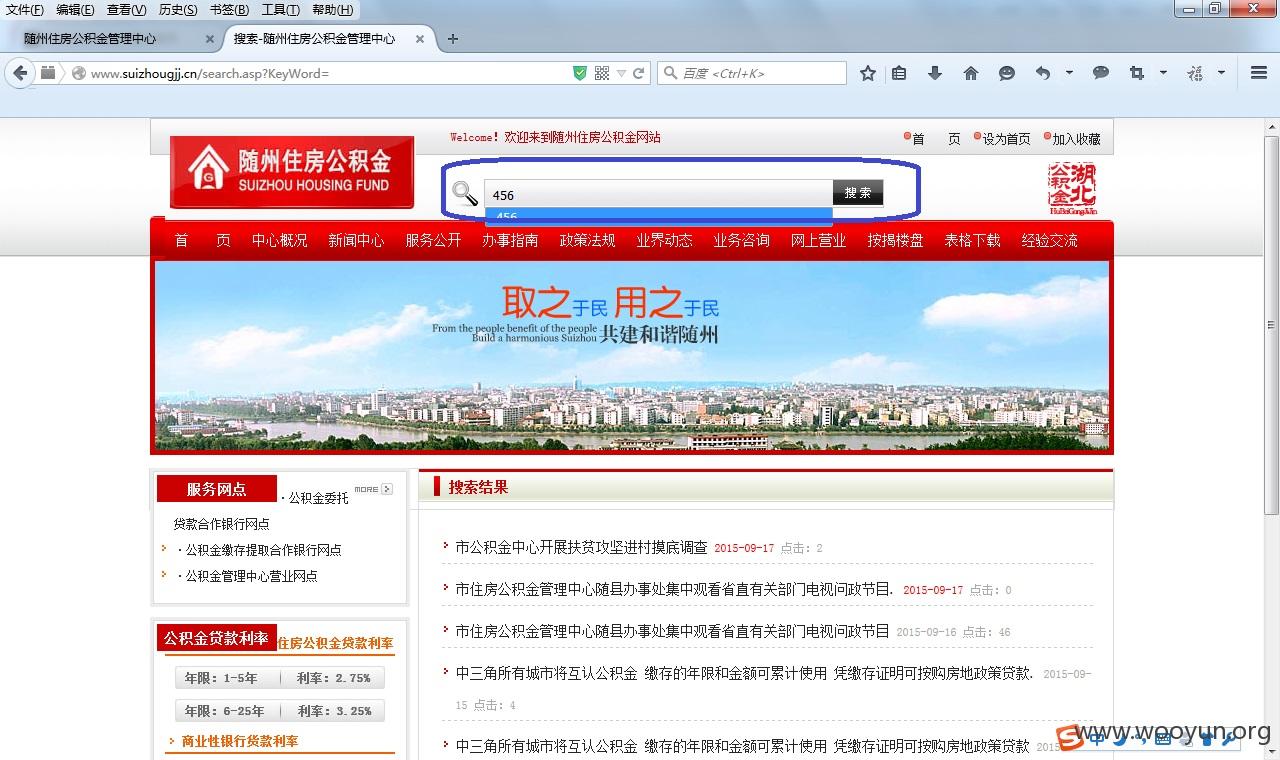 文件(F) 编辑(E) 查看(V) 历史(S) 书签(B) 工具(T) 帮助(H)
随州住房公积金管理中心 × 搜索-随州住房公积金管理中心 × +
www.suizhougjj.cn/search.asp?KeyWord= 百度 <Ctrl+K>
Welcome! 欢迎来到随州住房公积金网站 首 页 设为首页 加入收藏
随州住房公积金
SUIZHOU HOUSING FUND
456 搜 索
456
湖北公积金
HuBeiGongJiJin
首 页 中心概况 新闻中心 服务公开 办事指南 政策法规 业界动态 业务咨询 网上营业 按揭楼盘 表格下载 经验交流
取之于民 用之于民
From the people benefit of the people
Build a harmonious Suizhou 共建和谐随州
服务网点 · 公积金委托 MORE
贷款合作银行网点
· 公积金缴存提取合作银行网点
· 公积金管理中心营业网点
公积金贷款利率 住房公积金贷款利率
年限: 1-5年 | 利率: 2.75%
年限: 6-25年 | 利率: 3.25%
商业性银行贷款利率
搜索结果
市公积金中心开展扶贫攻坚进村摸底调查 2015-09-17 点击: 2
市住房公积金管理中心随县办事处集中观看省直有关部门电视问政节目. 2015-09-17 点击: 0
市住房公积金管理中心随县办事处集中观看省直有关部门电视问政节目 2015-09-16 点击: 46
中三角所有城市将互认公积金 缴存的年限和金额可累计使用 凭缴存证明可按购房地政策贷款. 2015-09-
15 点击: 4
中三角所有城市将互认公积金 缴存的年限和金额可累计使用 凭缴存证明可按购房地政策贷款 2015
www.wooyun.org
中